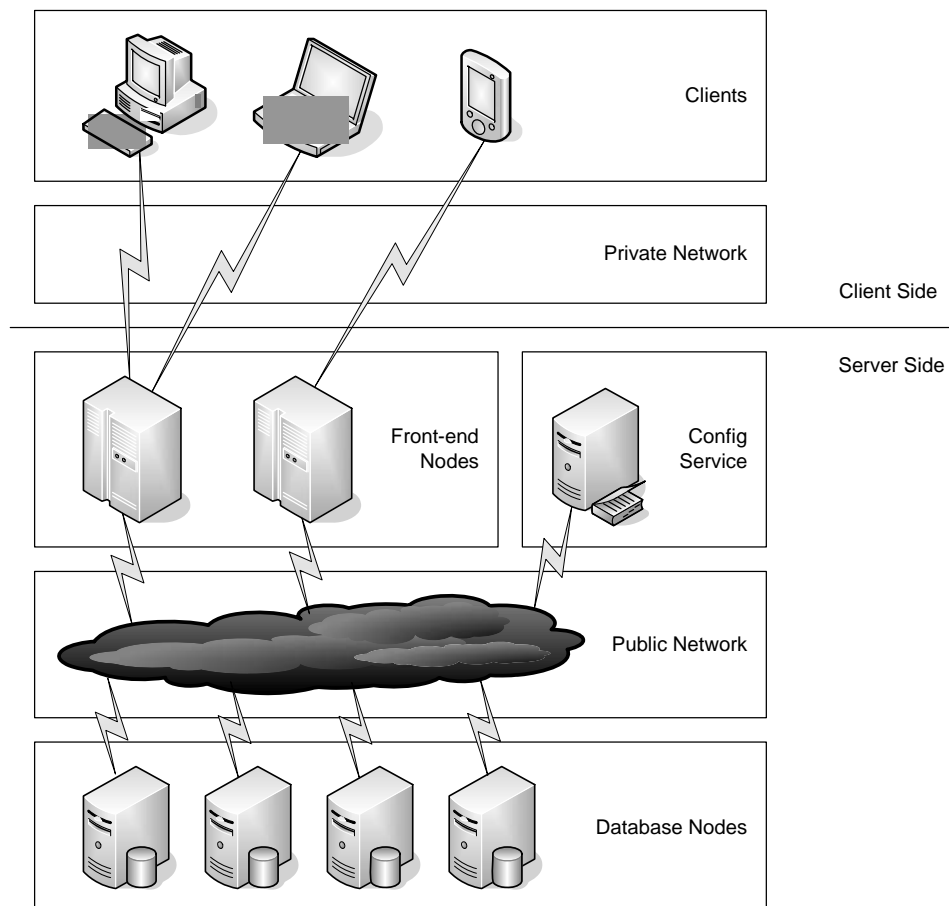 Clients
Private Network
Client Side
Server Side
Front-end
Nodes
Config
Service
Public Network
Database Nodes